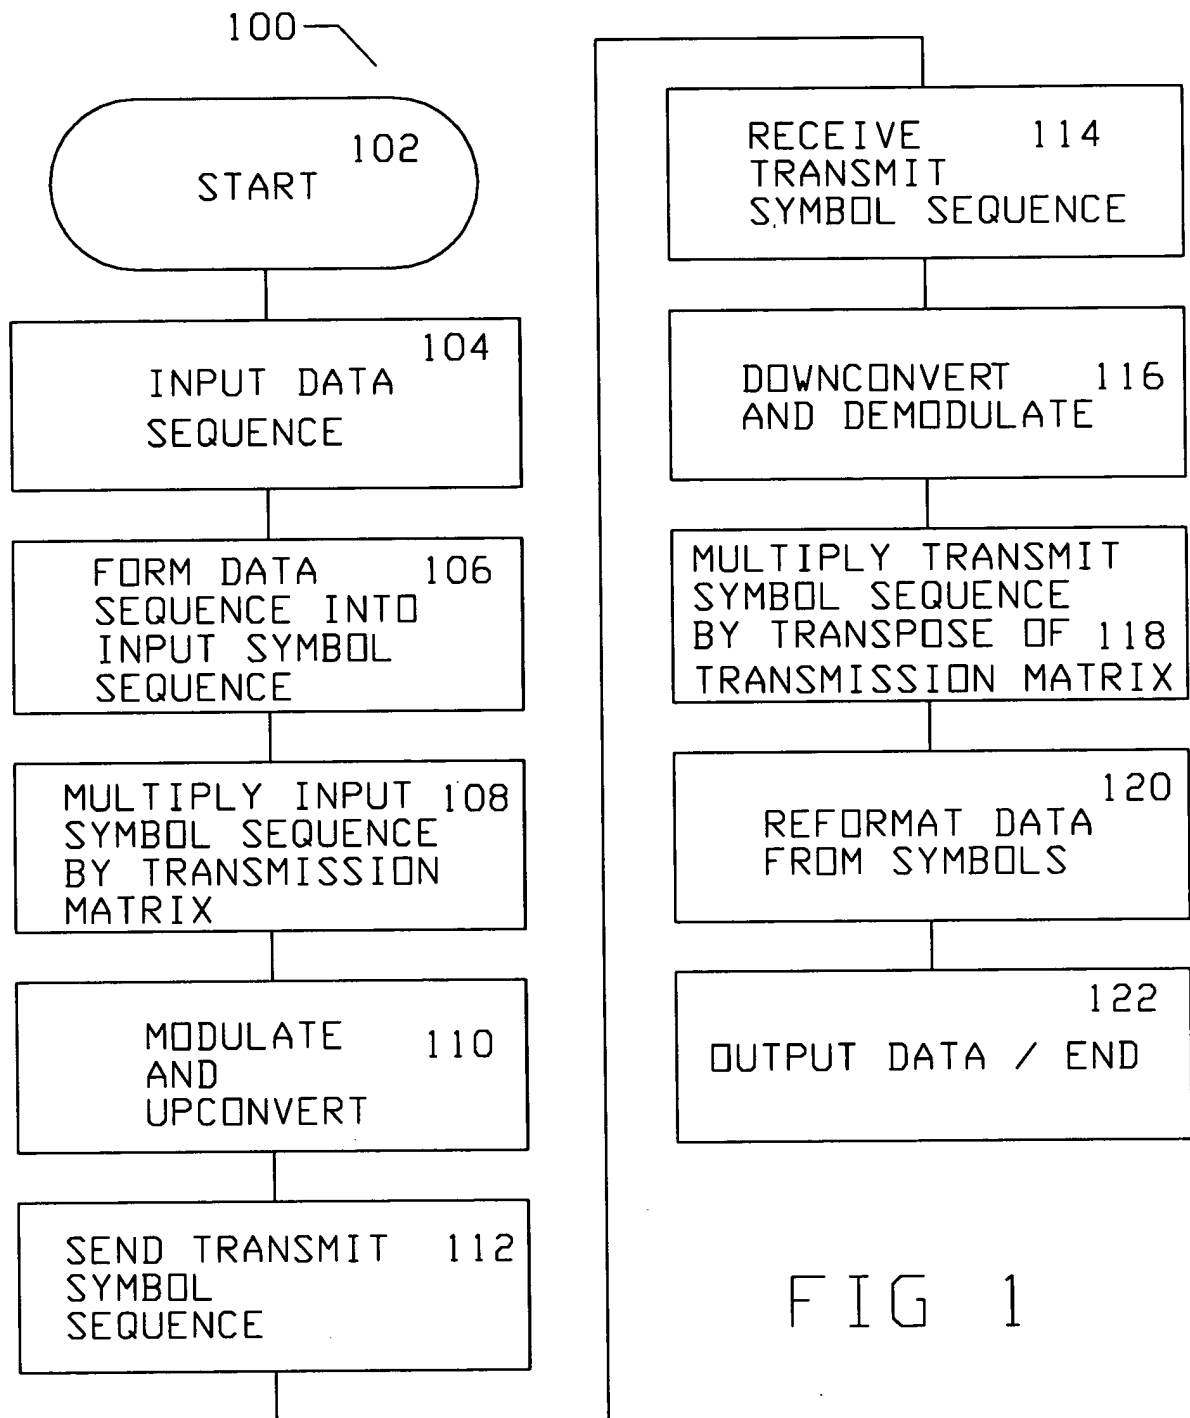 100
102
START
104
INPUT DATA
SEQUENCE
FORM DATA 106
SEQUENCE INTO
INPUT SYMBOL
SEQUENCE
MULTIPLY INPUT 108
SYMBOL SEQUENCE
BY TRANSMISSION
MATRIX
MODULATE 110
AND
UPCONVERT
SEND TRANSMIT 112
SYMBOL
SEQUENCE
RECEIVE 114
TRANSMIT
SYMBOL SEQUENCE
DOWNCONVERT 116
AND DEMODULATE
MULTIPLY TRANSMIT
SYMBOL SEQUENCE
BY TRANSPOSE OF 118
TRANSMISSION MATRIX
120
REFORMAT DATA
FROM SYMBOLS
122
OUTPUT DATA / END
FIG 1